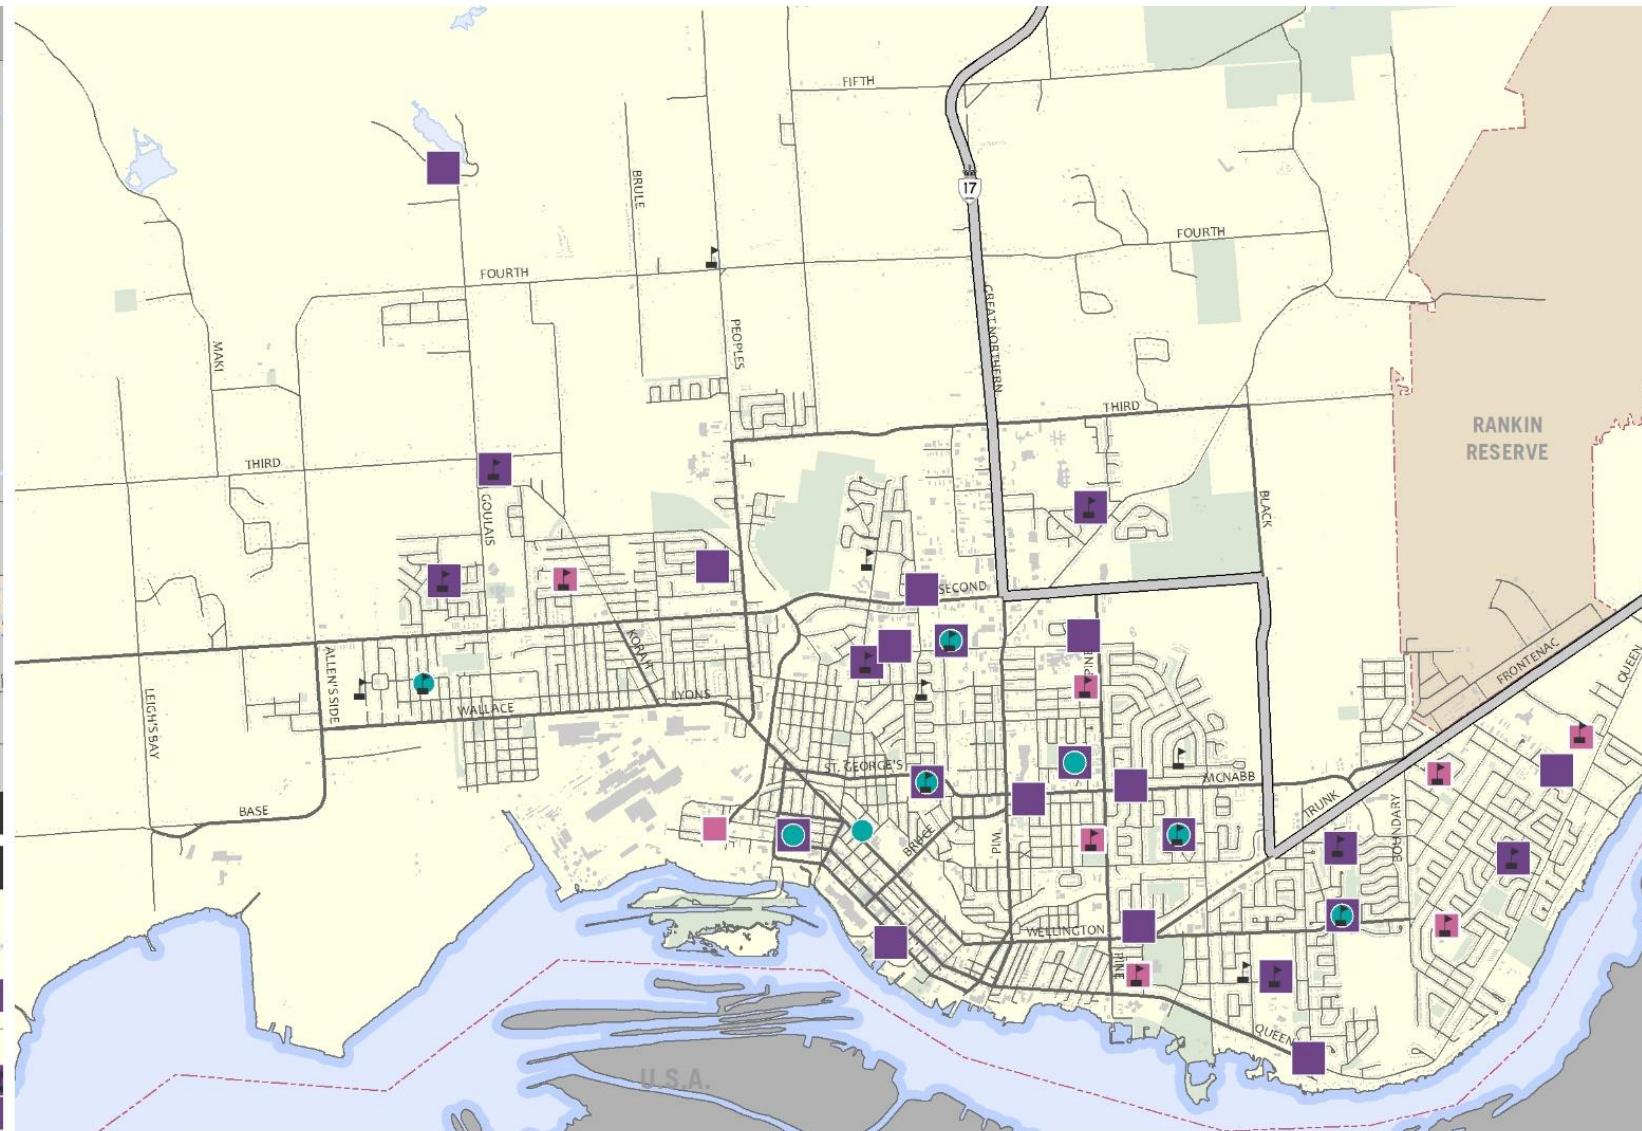 FIFTH
17
BRULE
FOURTH
FOURTH
GREAT NORTHERN
PEOPLES
MAKI
THIRD
RANKIN
RESERVE
THIRD
GOULAIS
BLACK
SECOND
FRONTENAC
QUEEN
KORAH
PINE
ALLEN'S SIDE
LYONS
LEIGH'S BAY
WALLACE
ST. GEORGE'S
MCNABB
TRUNK
BASE
BRUCE
PIM
BOUNDARY
WELLINGTON
PINE
QUEEN
U.S.A.